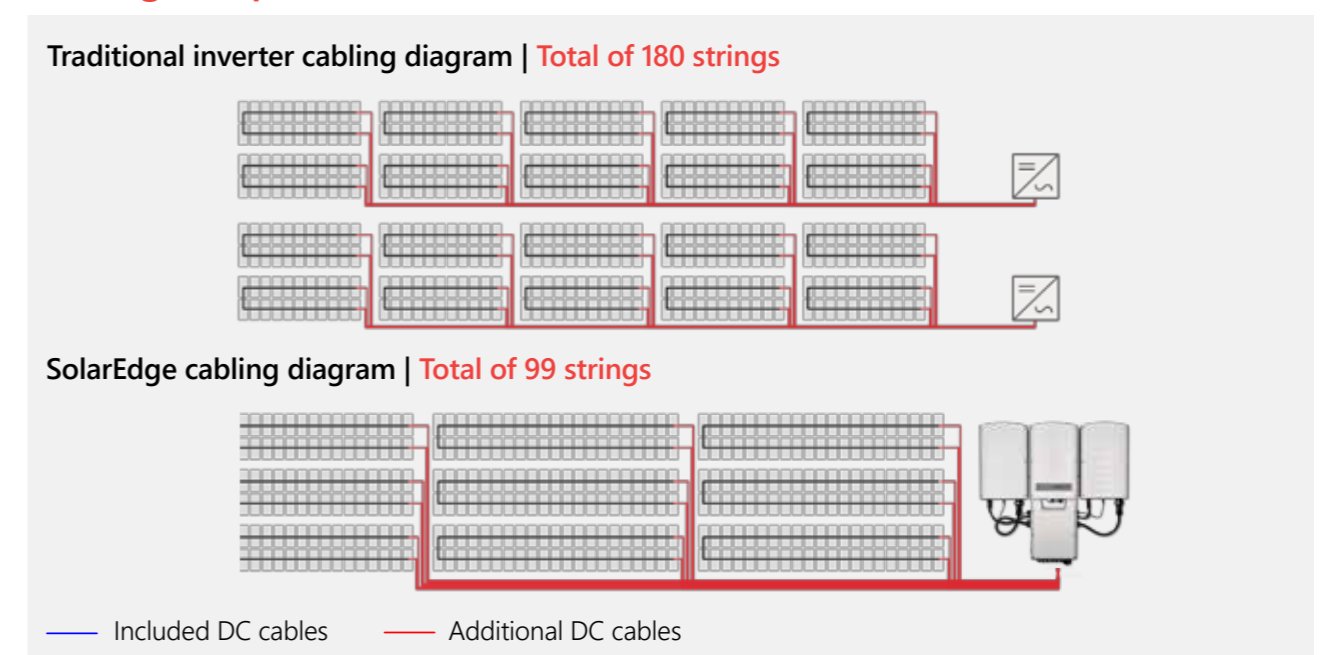 Traditional inverter cabling diagram | Total of 180 strings
SolarEdge cabling diagram | Total of 99 strings
Included DC cables
Additional DC cables